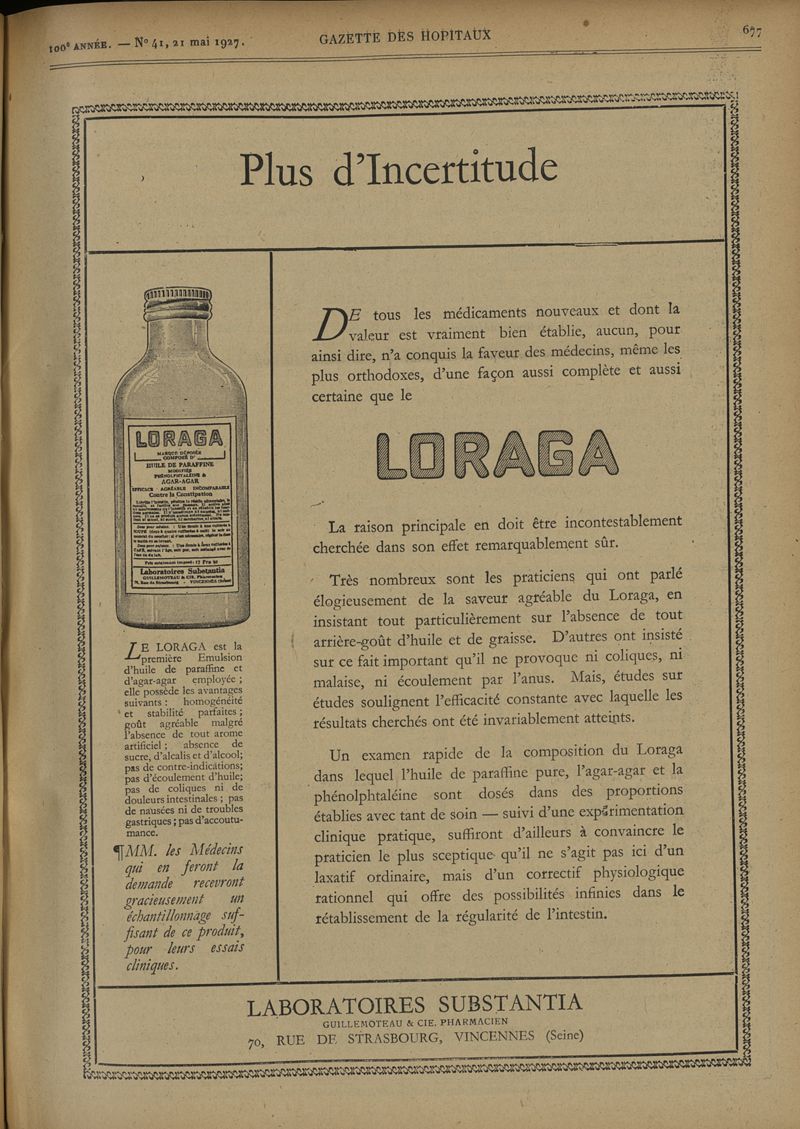 100e ANNÉE. — No 41, 21 mai 1927.
GAZETTE DES HOPITAUX
677
Plus d'Incertitude
LORAGA
MARQUE DÉPOSÉE
COMPOSÉ D'
HUILE DE PARAFFINE
MODIFIÉE
PHÉNOLPHTALÉINE &
AGAR-AGAR
EFFICACE - AGRÉABLE - INCOMPARABLE
Contre la Constipation
Laboratoires Substantia
GUILLEMOTEAU & CIE, Pharmacien
VINCENNES (Seine)
LE LORAGA est la
première Emulsion
d'huile de paraffine et
d'agar-agar employée ;
elle possède les avantages
suivants : homogénéité
et stabilité parfaites ;
goût agréable malgré
l'absence de tout arome
artificiel ; absence de
sucre, d'alcalis et d'alcool;
pas de contre-indications;
pas d'écoulement d'huile;
pas de coliques ni de
douleurs intestinales ; pas
de nausées ni de troubles
gastriques ; pas d'accoutu-
mance.
¶MM. les Médecins
qui en feront la
demande recevront
gracieusement un
échantillonnage suf-
fisant de ce produit,
pour leurs essais
cliniques.
DE tous les médicaments nouveaux et dont la
valeur est vraiment bien établie, aucun, pour
ainsi dire, n'a conquis la faveur des médecins, même les
plus orthodoxes, d'une façon aussi complète et aussi
certaine que le
LORAGA
La raison principale en doit être incontestablement
cherchée dans son effet remarquablement sûr.
Très nombreux sont les praticiens qui ont parlé
élogieusement de la saveur agréable du Loraga, en
insistant tout particulièrement sur l'absence de tout
arrière-goût d'huile et de graisse. D'autres ont insisté
sur ce fait important qu'il ne provoque ni coliques, ni
malaise, ni écoulement par l'anus. Mais, études sur
études soulignent l'efficacité constante avec laquelle les
résultats cherchés ont été invariablement atteints.
Un examen rapide de la composition du Loraga
dans lequel l'huile de paraffine pure, l'agar-agar et la
phénolphtaléine sont dosés dans des proportions
établies avec tant de soin — suivi d'une expérimentation
clinique pratique, suffiront d'ailleurs à convaincre le
praticien le plus sceptique qu'il ne s'agit pas ici d'un
laxatif ordinaire, mais d'un correctif physiologique
rationnel qui offre des possibilités infinies dans le
rétablissement de la régularité de l'intestin.
LABORATOIRES SUBSTANTIA
GUILLEMOTEAU & CIE. PHARMACIEN
70, RUE DE STRASBOURG, VINCENNES (Seine)